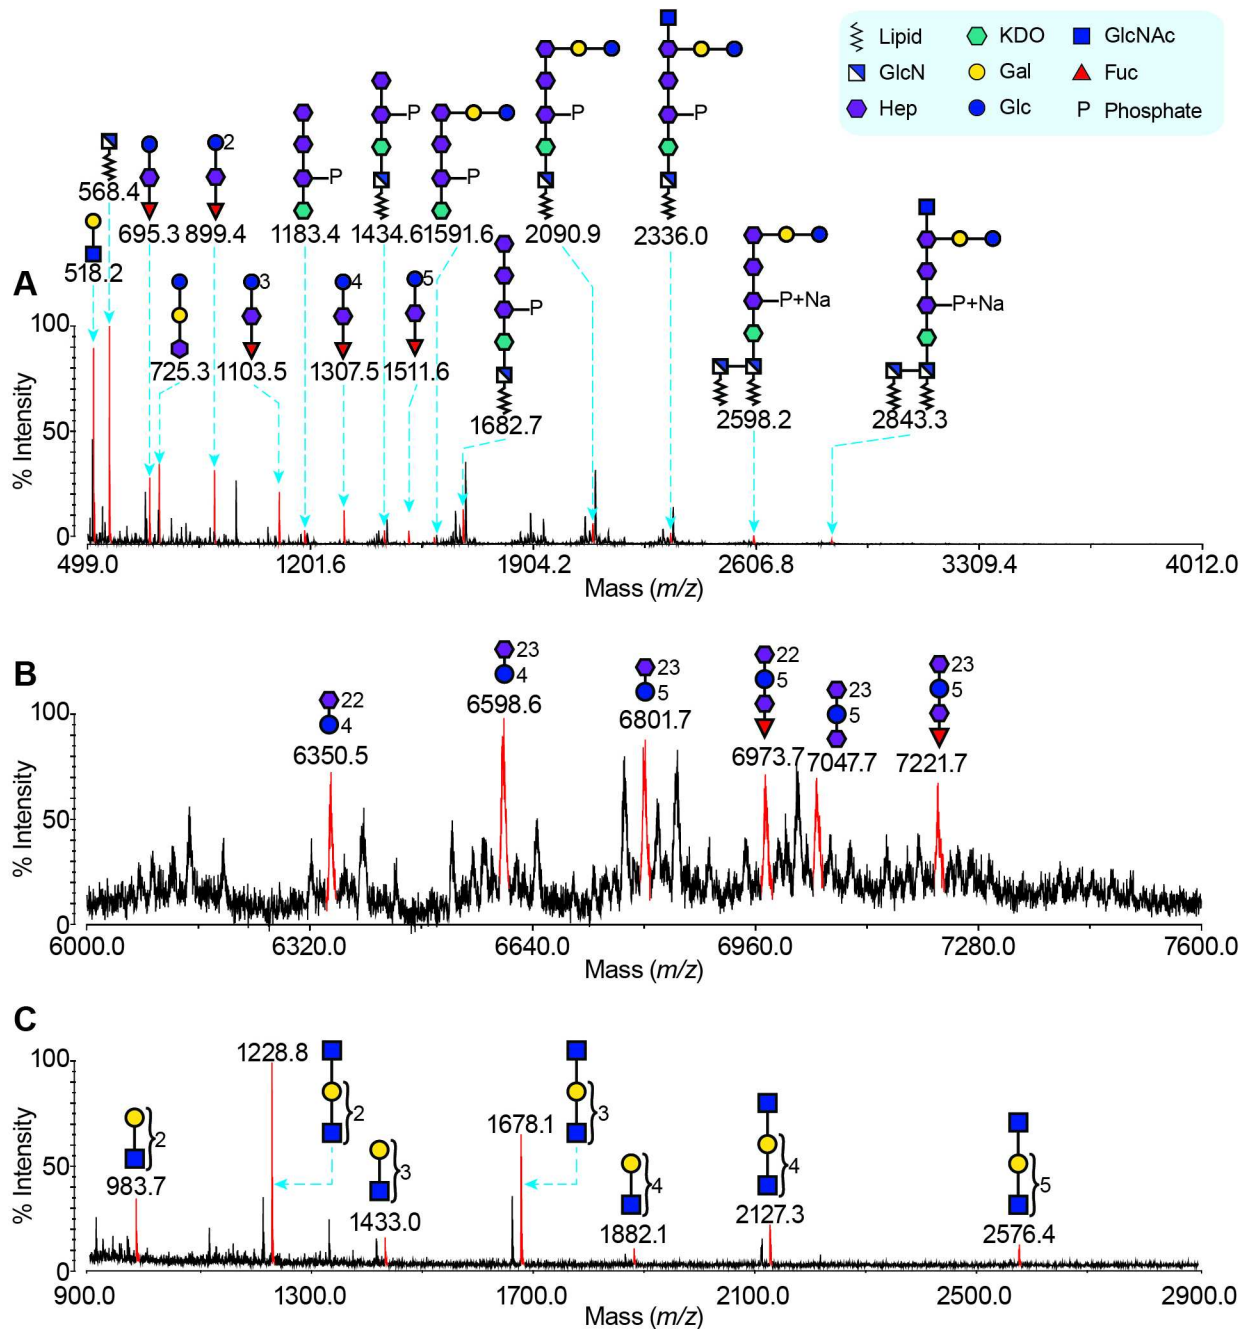 Lipid KDO GlcNAc
GlcN Gal Fuc
Hep Glc P Phosphate
P
P
2 P P P
568.4
695.3 899.4 1183.4 1434.6 1591.6 2090.9 2336.0
518.2
A
3 4 5 P
P+Na P+Na
100
725.3 1103.5 1307.5 1511.6
1682.7 2598.2 2843.3
% Intensity
50
0
499.0 1201.6 1904.2 2606.8 3309.4 4012.0
Mass (m/z)
B
23 22 23
4 23 5
22 6598.6 5 23 5
4 6801.7 5
100
6350.5 6973.7 7047.7 7221.7
% Intensity
50
0
6000.0 6320.0 6640.0 6960.0 7280.0 7600.0
Mass (m/z)
C
100
1228.8
2 2 3 3 4 4 5
1678.1
983.7
% Intensity
50
1433.0 1882.1 2127.3 2576.4
0
900.0 1300.0 1700.0 2100.0 2500.0 2900.0
Mass (m/z)